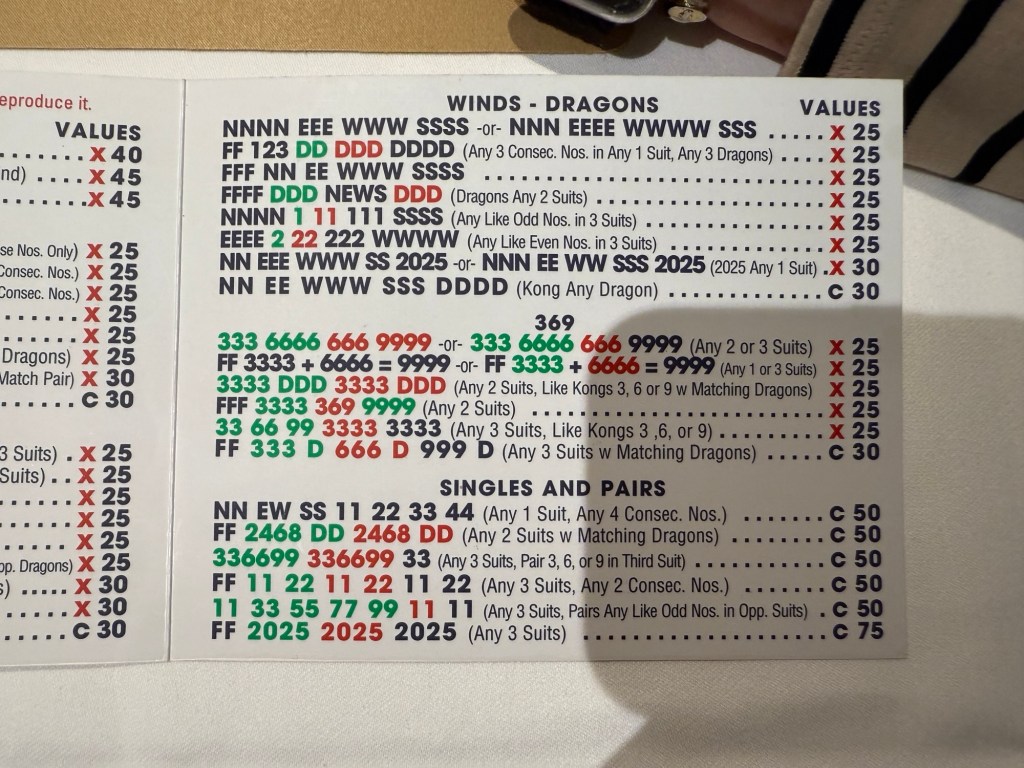 eproduce it.
VALUES
..... X 40
nd) .... X 45
....... X 45
se Nos. Only) X 25
Consec. Nos.) X 25
Consec. Nos.) X 25
....... X 25
....... X 25
Dragons) X 25
Match Pair) X 30
....... C 30
3 Suits) . X 25
Suits) .. X 25
....... X 25
....... X 25
....... X 25
pp. Dragons) X 25
s) ..... X 30
....... X 30
...... C 30
WINDS - DRAGONS VALUES
NNNN EEE WWW SSSS -or- NNN EEEE WWWW SSS ..... X 25
FF 123 DD DDD DDDD (Any 3 Consec. Nos. in Any 1 Suit, Any 3 Dragons) .... X 25
FFF NN EE WWW SSSS .................... X 25
FFFF DDD NEWS DDD (Dragons Any 2 Suits) .................... X 25
NNNN 1 11 111 SSSS (Any Like Odd Nos. in 3 Suits) .................... X 25
EEEE 2 22 222 WWWW (Any Like Even Nos. in 3 Suits) .................... X 25
NN EEE WWW SS 2025 -or- NNN EE WW SSS 2025 (2025 Any 1 Suit) . X 30
NN EE WWW SSS DDDD (Kong Any Dragon) .................... C 30
369
333 6666 666 9999 -or- 333 6666 666 9999 (Any 2 or 3 Suits) X 25
FF 3333 + 6666 = 9999 -or- FF 3333 + 6666 = 9999 (Any 1 or 3 Suits) X 25
3333 DDD 3333 DDD (Any 2 Suits, Like Kongs 3, 6 or 9 w Matching Dragons) X 25
FFF 3333 369 9999 (Any 2 Suits) .................... X 25
33 66 99 3333 3333 (Any 3 Suits, Like Kongs 3 ,6, or 9) .......... X 25
FF 333 D 666 D 999 D (Any 3 Suits w Matching Dragons) ...... C 30
SINGLES AND PAIRS
NN EW SS 11 22 33 44 (Any 1 Suit, Any 4 Consec. Nos.) ....... C 50
FF 2468 DD 2468 DD (Any 2 Suits w Matching Dragons) ........ C 50
336699 336699 33 (Any 3 Suits, Pair 3, 6, or 9 in Third Suit) ............ C 50
FF 11 22 11 22 11 22 (Any 3 Suits, Any 2 Consec. Nos.) ........ C 50
11 33 55 77 99 11 11 (Any 3 Suits, Pairs Any Like Odd Nos. in Opp. Suits) . C 50
FF 2025 2025 2025 (Any 3 Suits) .................... C 75